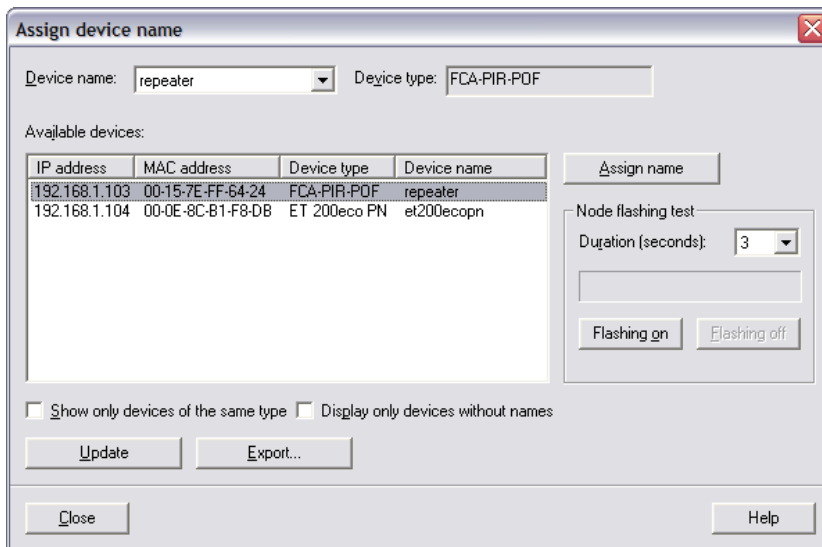 Assign device name
Device name: repeater Device type: FCA-PIR-POF
Available devices:
IP address MAC address Device type Device name
192.168.1.103 00-15-7E-FF-64-24 FCA-PIR-POF repeater
192.168.1.104 00-0E-8C-B1-F8-DB ET 200eco PN et200ecopn
Assign name
Node flashing test
Duration (seconds): 3
Flashing on Flashing off
Show only devices of the same type Display only devices without names
Update Export...
Close Help